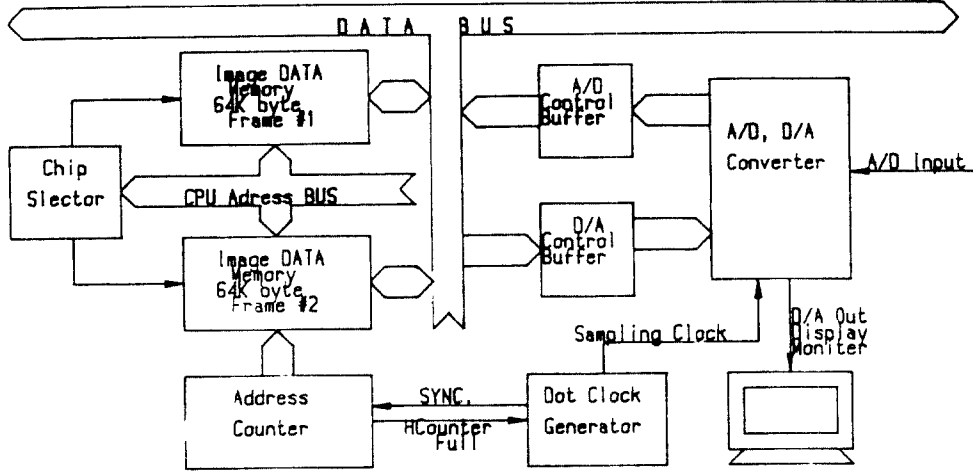 DATA BUS
Image DATA
Memory
64K byte
Frame #1
A/D
Control
Buffer
A/D, D/A
Converter
A/D Input
Chip
Slector
CPU Adress BUS
D/A
Control
Buffer
Image DATA
Memory
64K byte
Frame #2
D/A Out
Display
Moniter
Sampling Clock
Address
Counter
SYNC.
HCounter
Full
Dot Clock
Generator